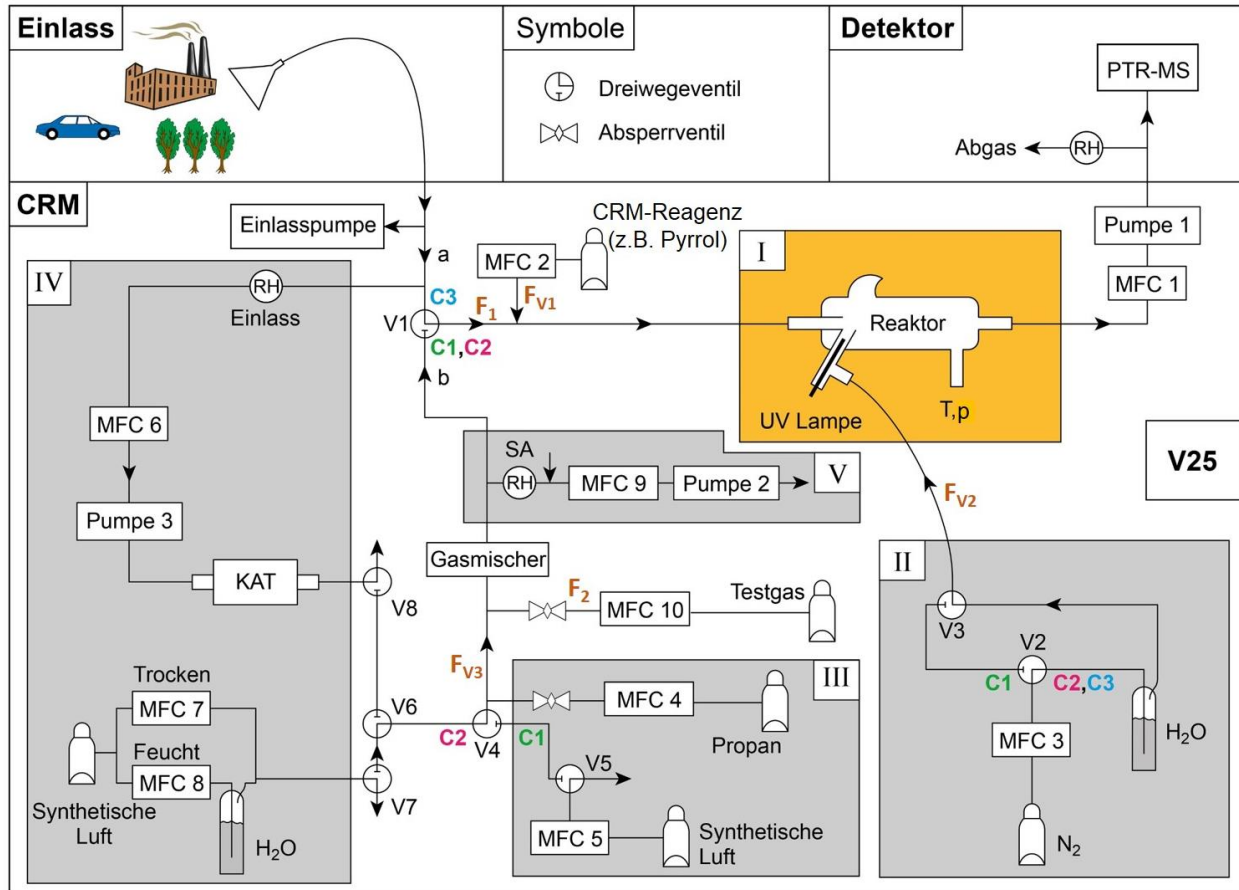 Einlass
Symbole
Dreiwegeventil
Absperrventil
Detektor
PTR-MS
Abgas
RH
CRM
Einlasspumpe
a
CRM-Reagenz
(z.B. Pyrrol)
MFC 2
Pumpe 1
MFC 1
IV
RH
Einlass
C3
V1
F1
FV1
C1,C2
b
I
Reaktor
UV Lampe
T,p
MFC 6
Pumpe 3
KAT
V8
SA
RH
MFC 9
Pumpe 2
V
V25
FV2
Gasmischer
F2
MFC 10
Testgas
II
V3
V2
C1
C2,C3
MFC 3
H2O
N2
FV3
III
MFC 4
Propan
Trocken
MFC 7
Feucht
MFC 8
Synthetische
Luft
H2O
V6
V7
C2
V4
C1
V5
MFC 5
Synthetische
Luft